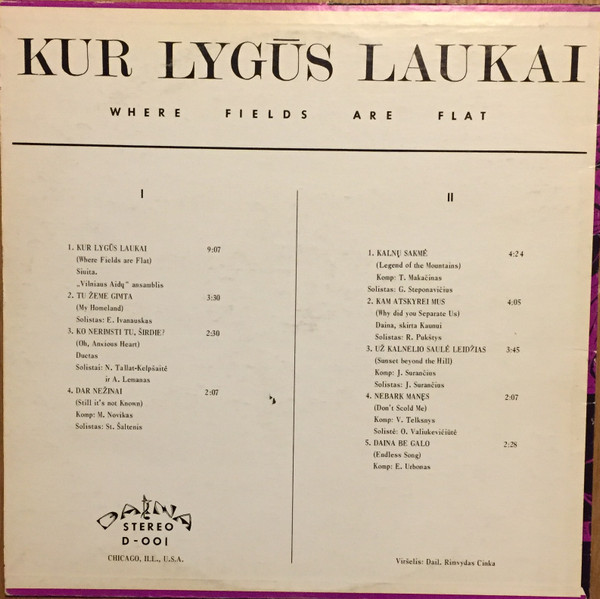 KUR LYGŪS LAUKAI
WHERE FIELDS ARE FLAT
I
1. KUR LYGŪS LAUKAI 9:07
(Where Fields are Flat)
Siuita.
„Vilniaus Aidų" ansamblis
2. TU ŽEME GIMTA 3:30
(My Homeland)
Solistas: E. Ivanauskas
3. KO NERIMSTI TU, ŠIRDIE? 2:30
(Oh, Anxious Heart)
Duetas
Solistai: N. Tallat-Kelpšaitė
ir A. Lemanas
4. DAR NEŽINAI 2:07
(Still it's not Known)
Komp: M. Novikas
Solistas: St. Šaltenis
II
1. KALNŲ SAKMĖ 4:24
(Legend of the Mountains)
Komp: T. Makačinas
Solistas: G. Steponavičius
2. KAM ATSKYREI MUS 4:05
(Why did you Separate Us)
Daina, skirta Kaunui
Solistas: R. Pukštys
3. UŽ KALNELIO SAULĖ LEIDŽIAS 3:45
(Sunset beyond the Hill)
Komp: J. Surančius
Solistas: J. Surančius
4. NEBARK MANĘS 2:07
(Don't Scold Me)
Komp: V. Telksnys
Solistė: O. Valiukevičiūtė
5. DAINA BE GALO 2:28
(Endless Song)
Komp: E. Urbonas
DAINA
STEREO
D-001
CHICAGO, ILL., U.S.A.
Viršelis: Dail. Rimvydas Cinka